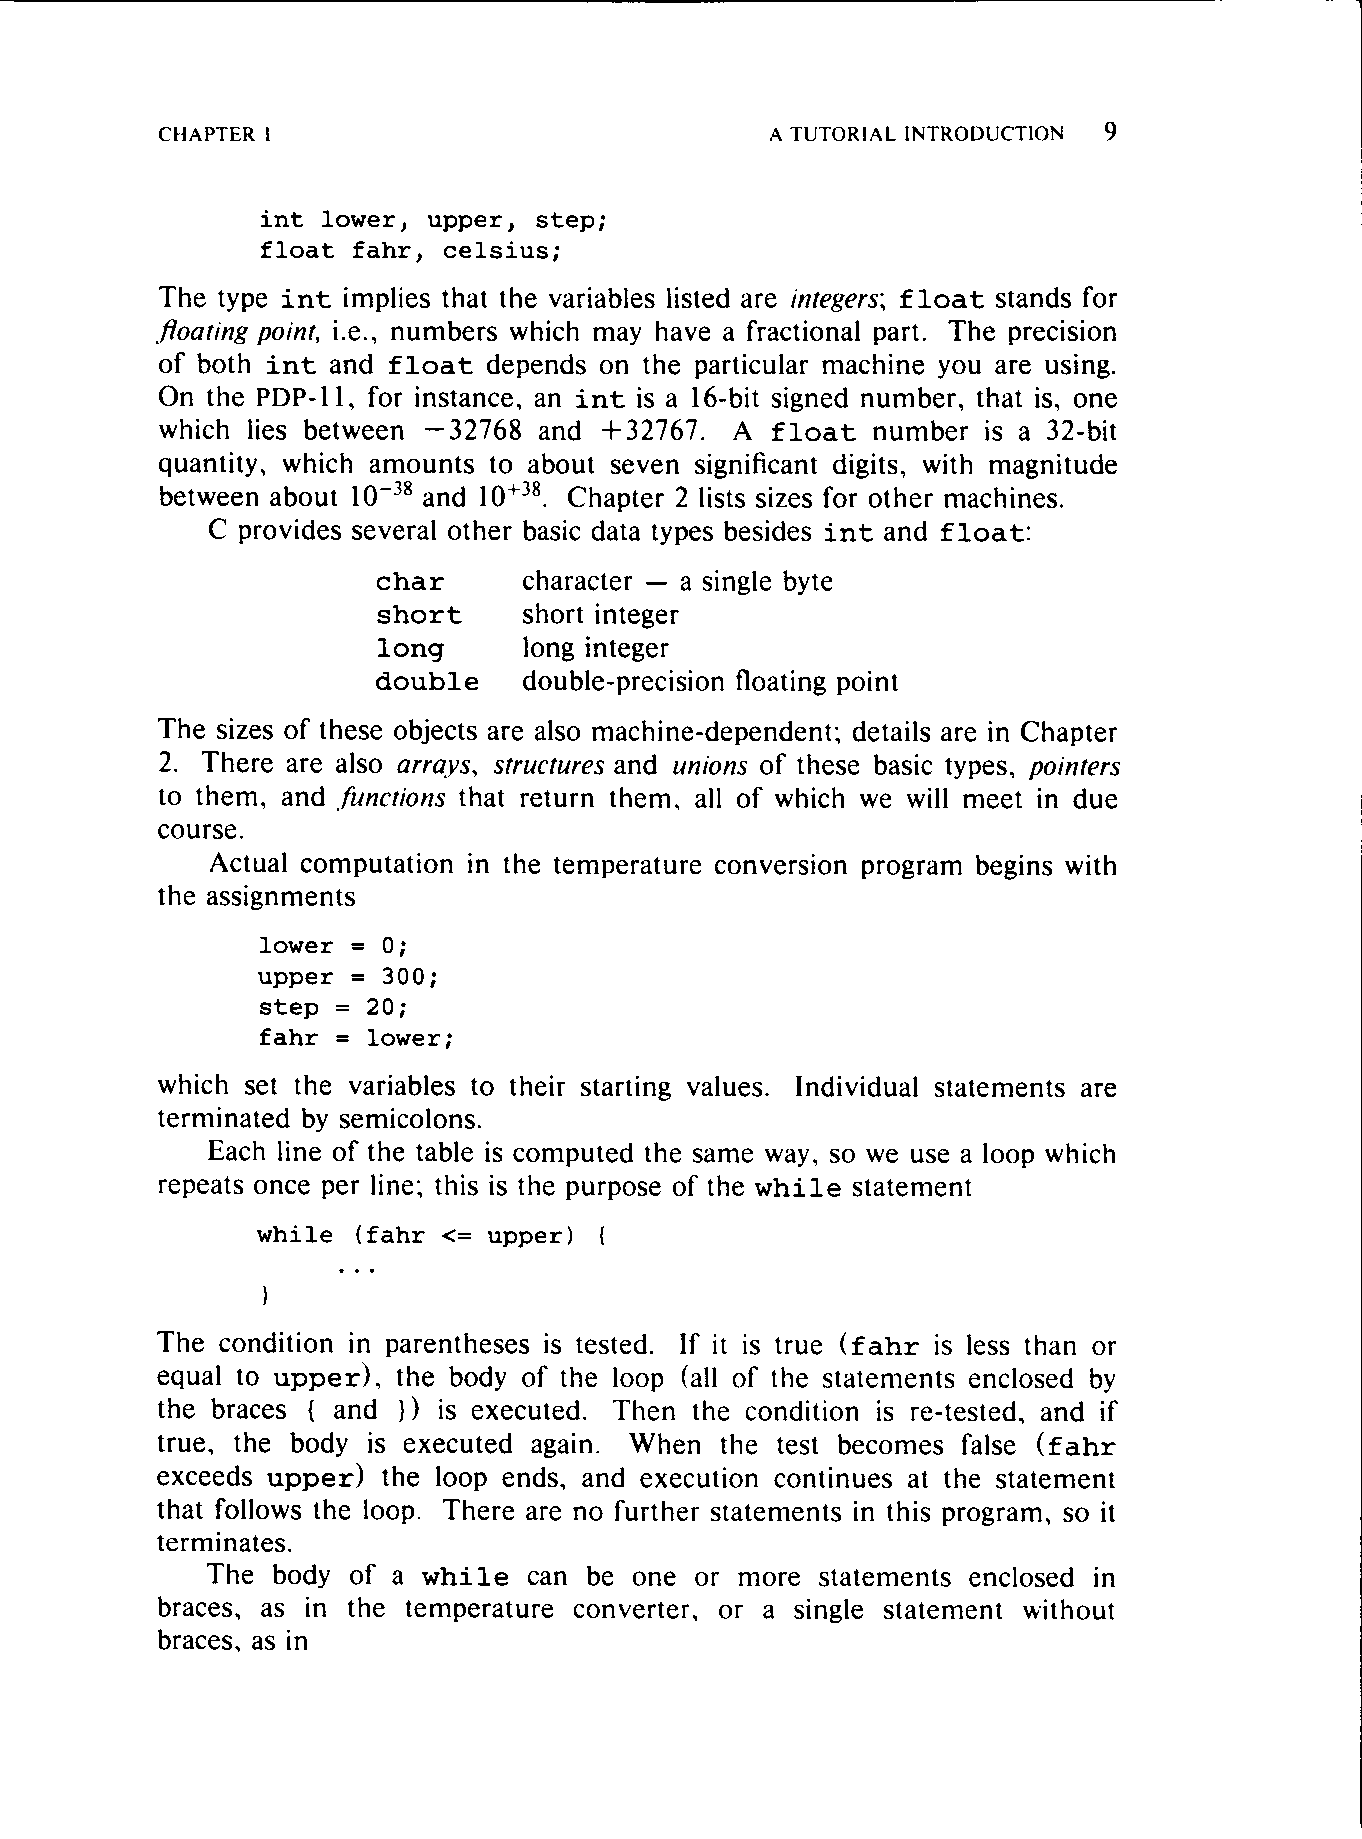 CHAPTER 1 A TUTORIAL INTRODUCTION 9
int lower, upper, step;
float fahr, celsius;
The type int implies that the variables listed are integers; float stands for
floating point, i.e., numbers which may have a fractional part. The precision
of both int and float depends on the particular machine you are using.
On the PDP-11, for instance, an int is a 16-bit signed number, that is, one
which lies between −32768 and +32767. A float number is a 32-bit
quantity, which amounts to about seven significant digits, with magnitude
between about 10⁻³⁸ and 10⁺³⁸. Chapter 2 lists sizes for other machines.
C provides several other basic data types besides int and float:
char character — a single byte
short short integer
long long integer
double double-precision floating point
The sizes of these objects are also machine-dependent; details are in Chapter
2. There are also arrays, structures and unions of these basic types, pointers
to them, and functions that return them, all of which we will meet in due
course.
Actual computation in the temperature conversion program begins with
the assignments
lower = 0;
upper = 300;
step = 20;
fahr = lower;
which set the variables to their starting values. Individual statements are
terminated by semicolons.
Each line of the table is computed the same way, so we use a loop which
repeats once per line; this is the purpose of the while statement
while (fahr <= upper) {
...
}
The condition in parentheses is tested. If it is true (fahr is less than or
equal to upper), the body of the loop (all of the statements enclosed by
the braces { and }) is executed. Then the condition is re-tested, and if
true, the body is executed again. When the test becomes false (fahr
exceeds upper) the loop ends, and execution continues at the statement
that follows the loop. There are no further statements in this program, so it
terminates.
The body of a while can be one or more statements enclosed in
braces, as in the temperature converter, or a single statement without
braces, as in